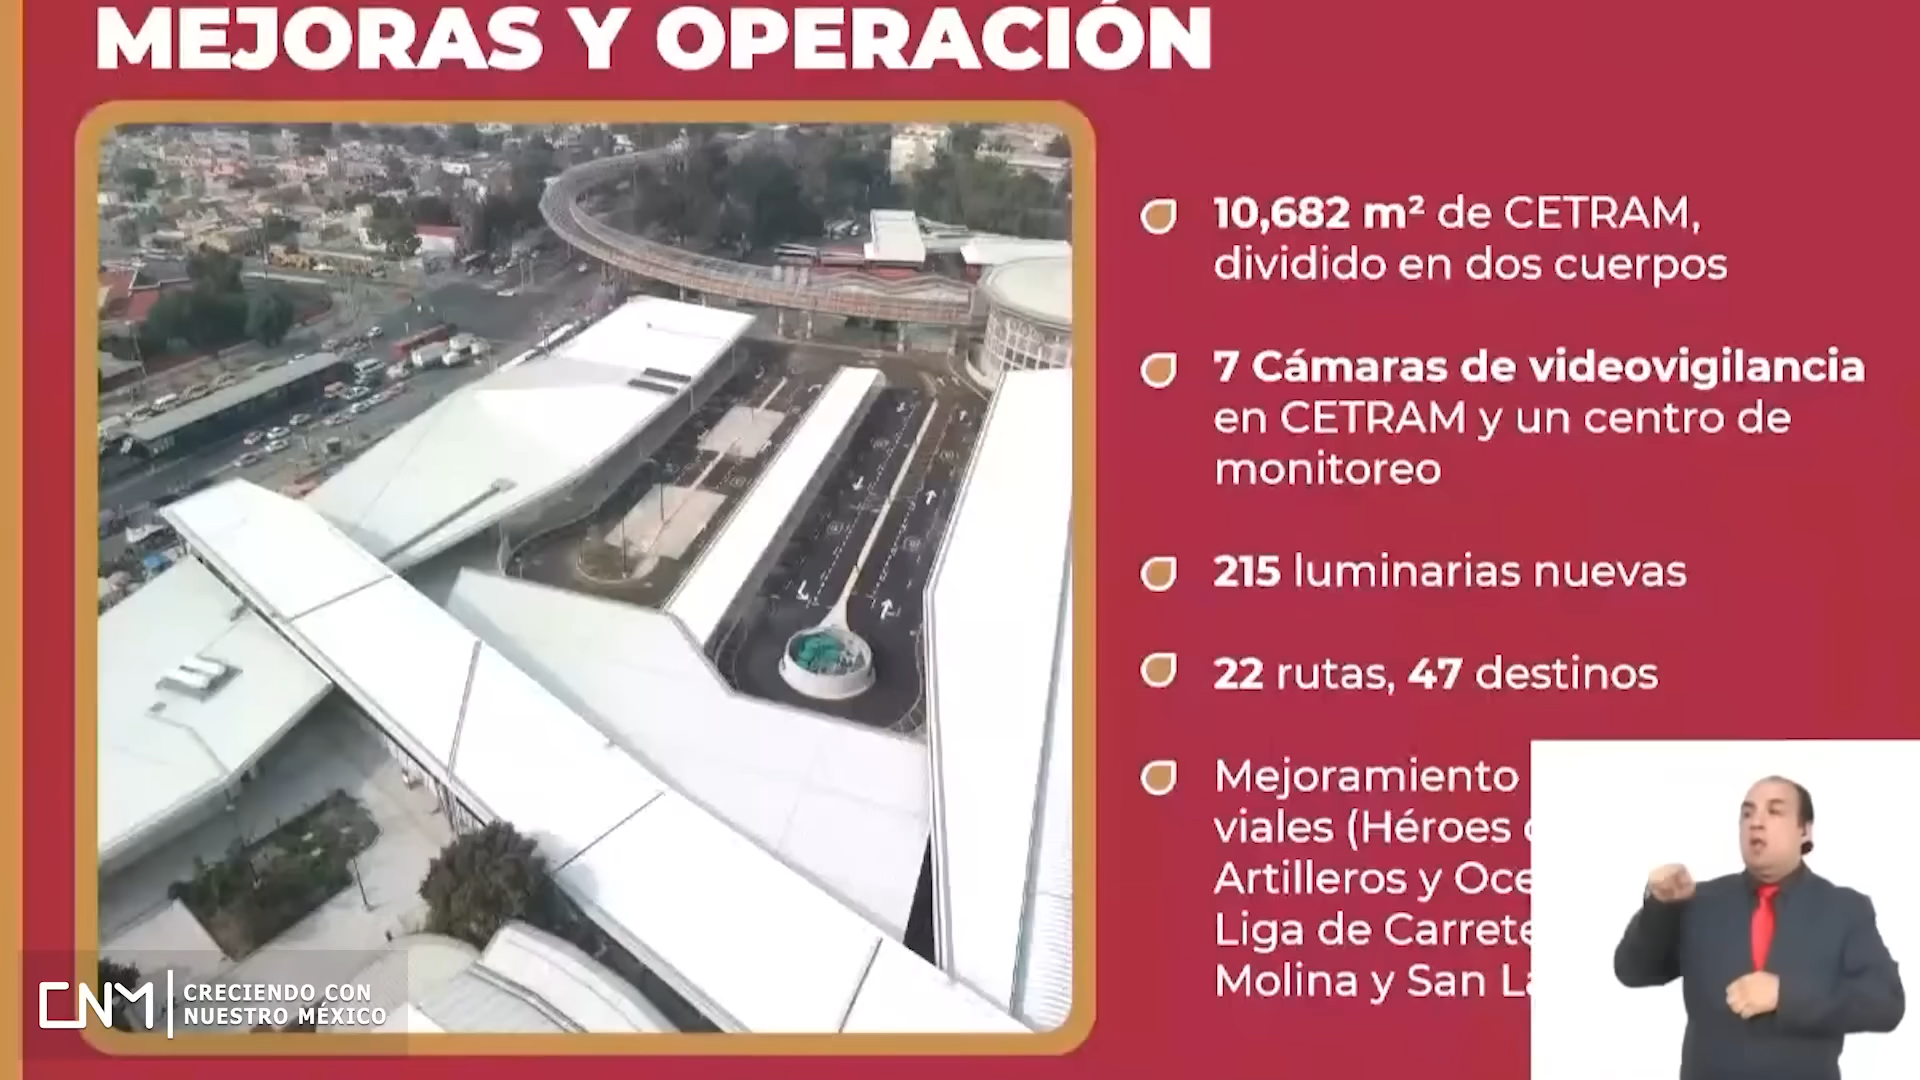 MEJORAS Y OPERACIÓN
10,682 m² de CETRAM,
dividido en dos cuerpos
7 Cámaras de videovigilancia
en CETRAM y un centro de
monitoreo
215 luminarias nuevas
22 rutas, 47 destinos
Mejoramiento
viales (Héroes
Artilleros y
Liga de
Molina y San
CNM
CRECIENDO CON
NUESTRO MÉXICO